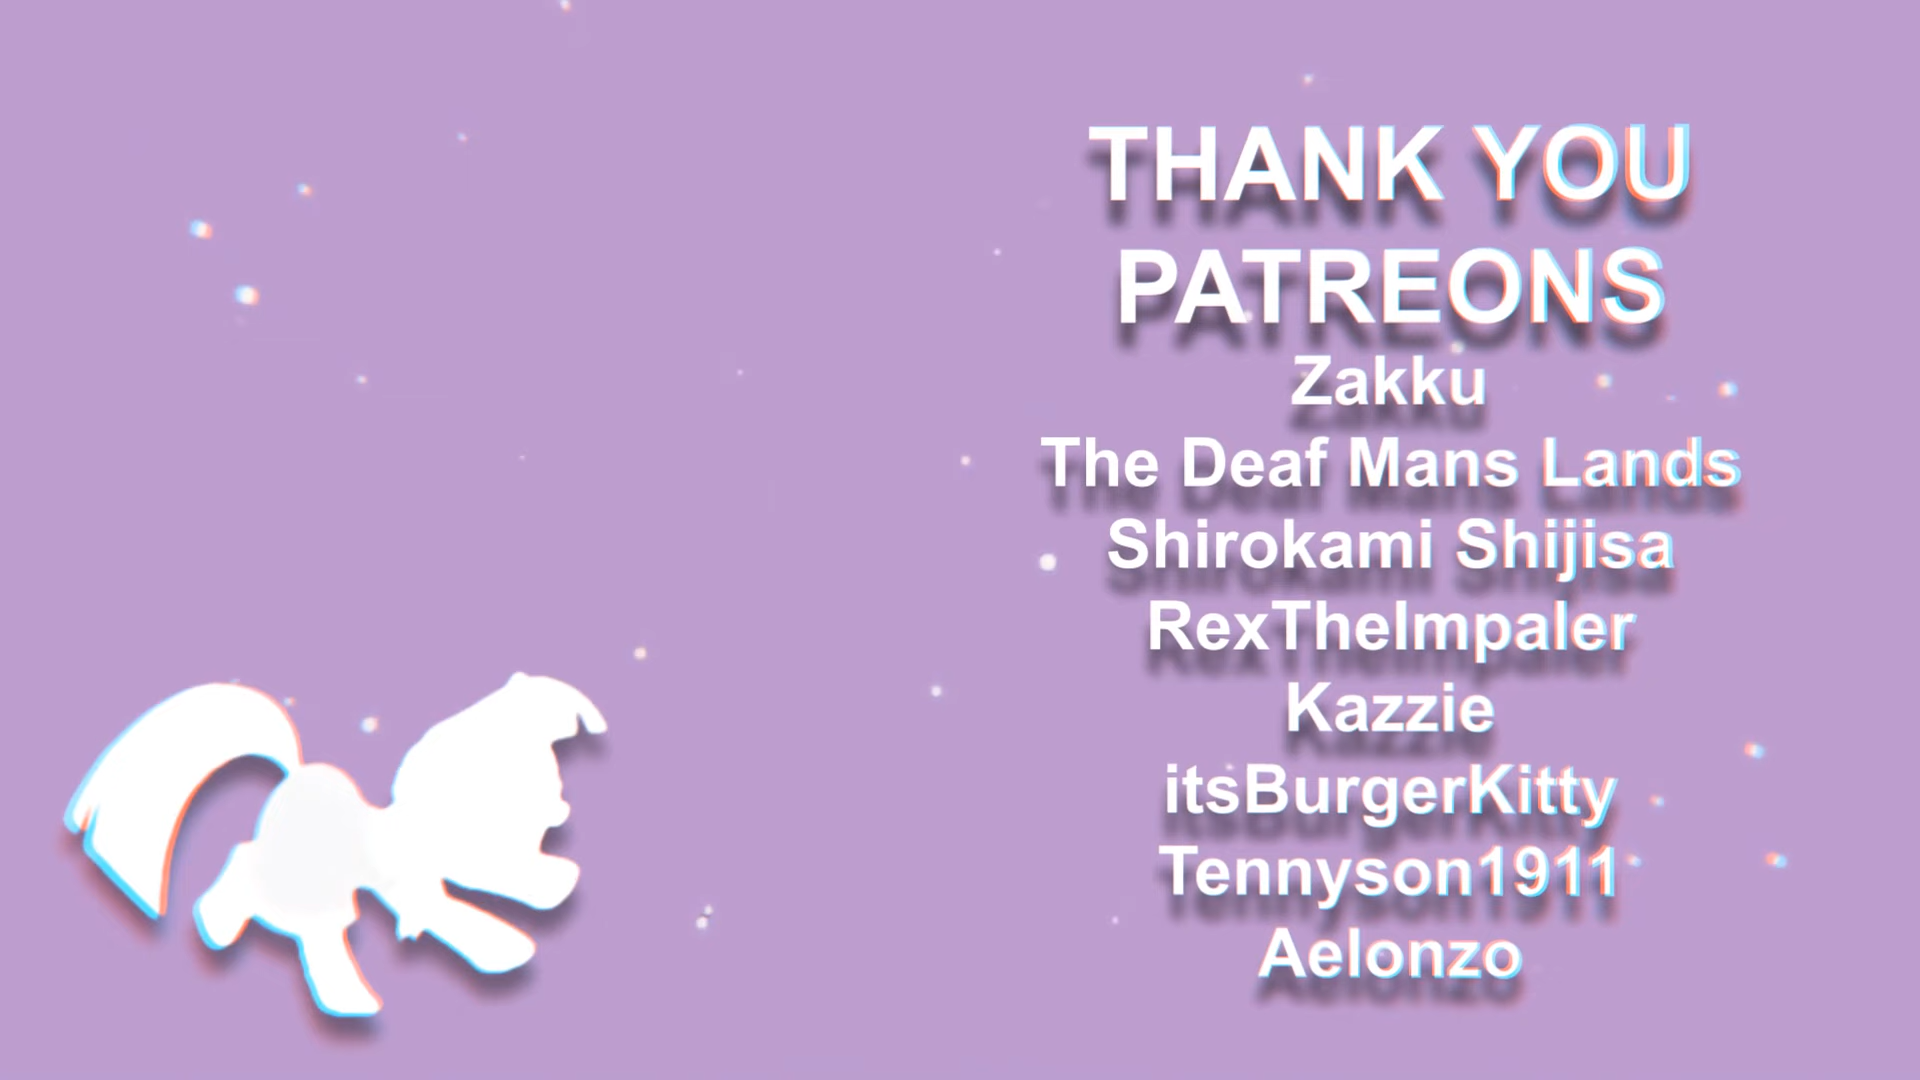 THANK YOU
PATREONS
Zakku
The Deaf Mans Lands
Shirokami Shijisa
RexTheImpaler
Kazzie
itsBurgerKitty
Tennyson1911
Aelonzo